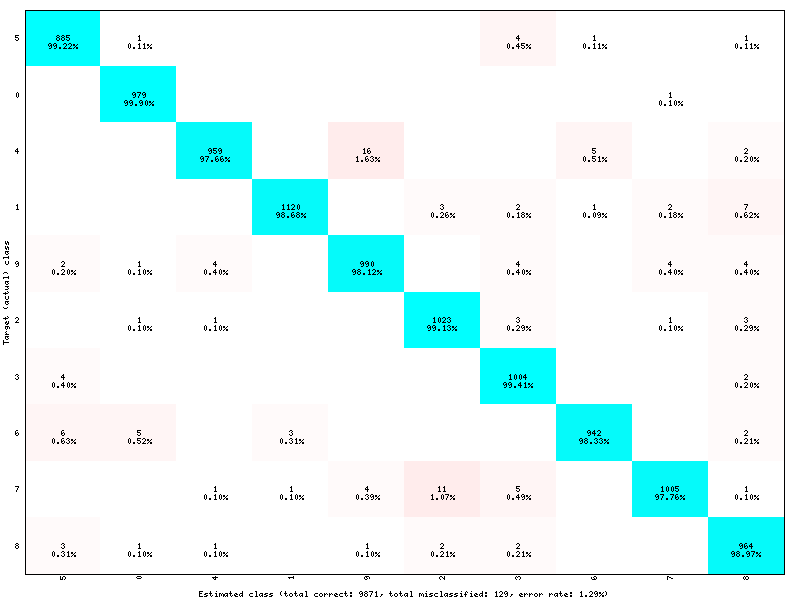 5 885 1 4 1 1
99.22% 0.11% 0.45% 0.11% 0.11%
0 979 1
99.90% 0.10%
4 959 16 5 2
97.66% 1.63% 0.51% 0.20%
1 1120 3 2 1 2 7
98.68% 0.26% 0.18% 0.09% 0.18% 0.62%
Target (actual) class
9 2 1 4 990 4 4 4
0.20% 0.10% 0.40% 98.12% 0.40% 0.40% 0.40%
2 1 1 1023 3 1 3
0.10% 0.10% 99.13% 0.29% 0.10% 0.29%
3 4 1004 2
0.40% 99.41% 0.20%
6 6 5 3 942 2
0.63% 0.52% 0.31% 98.33% 0.21%
7 1 1 4 11 5 1005 1
0.10% 0.10% 0.39% 1.07% 0.49% 97.76% 0.10%
8 3 1 1 1 2 2 964
0.31% 0.10% 0.10% 0.10% 0.21% 0.21% 98.97%
5 0 4 1 9 2 3 6 7 8
Estimated class (total correct: 9871, total misclassified: 129, error rate: 1.29%)